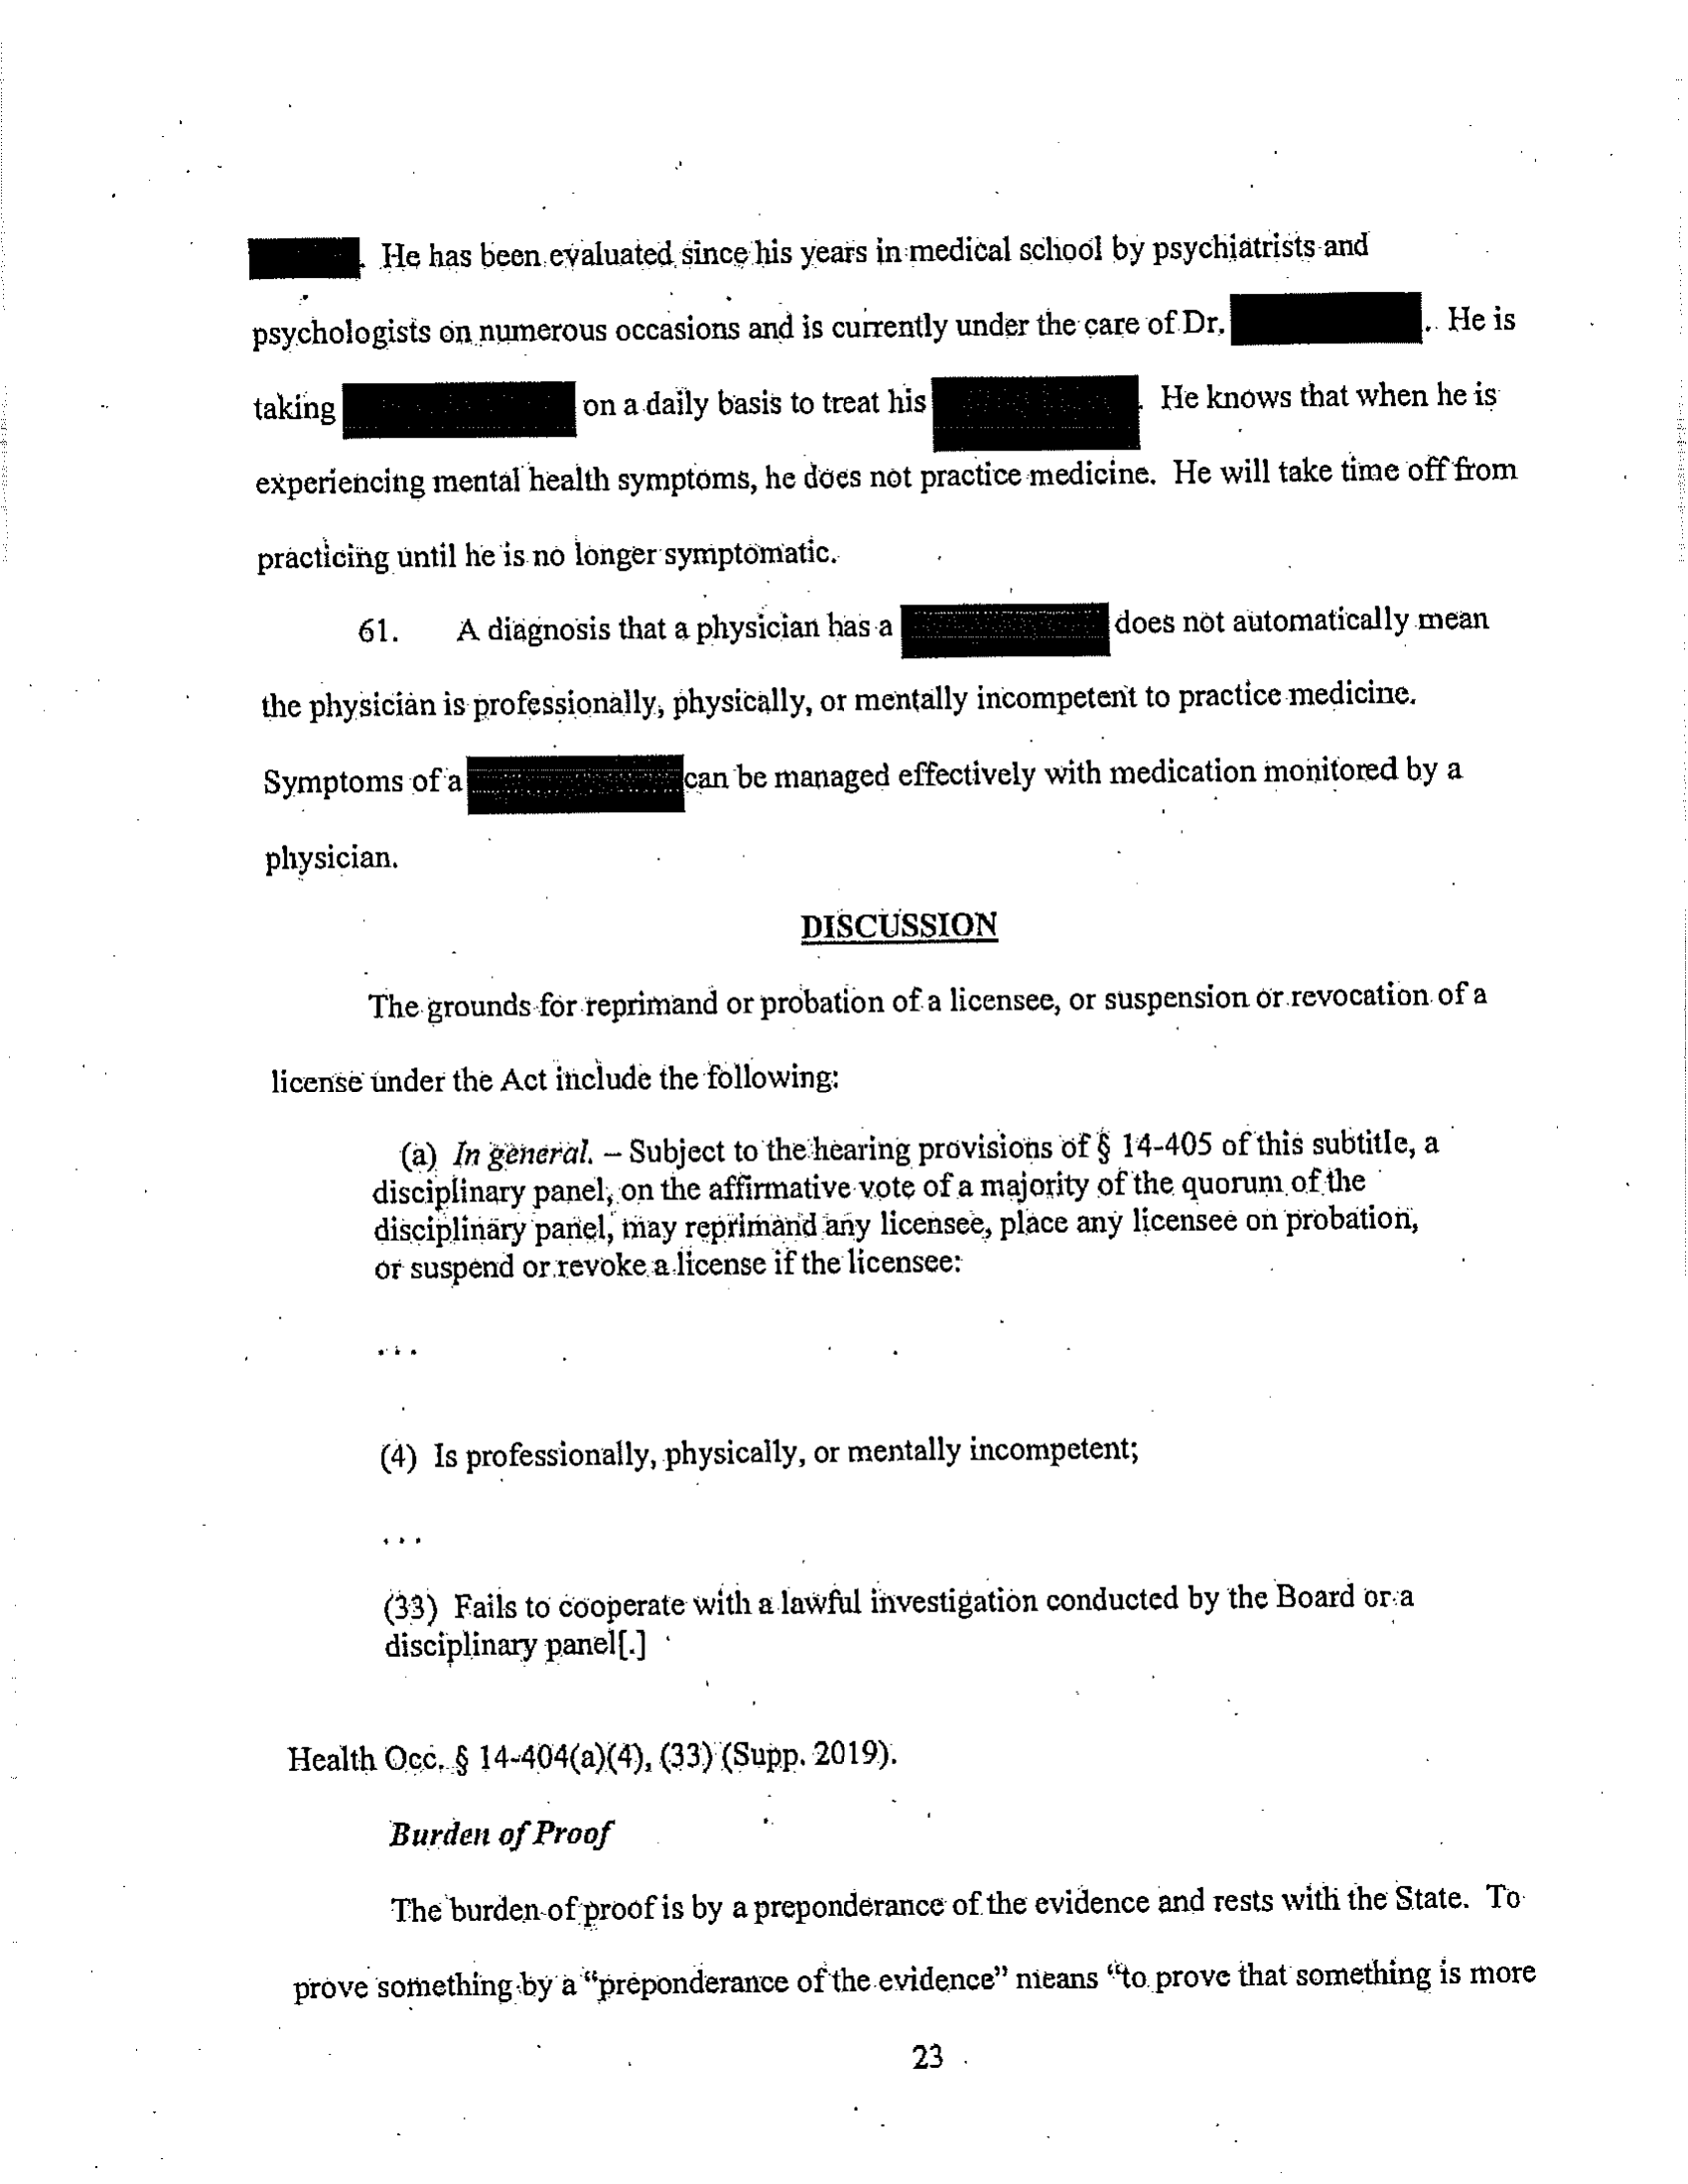 . He has been evaluated since his years in medical school by psychiatrists and
psychologists on numerous occasions and is currently under the care of Dr. . He is
taking on a daily basis to treat his . He knows that when he is
experiencing mental health symptoms, he does not practice medicine. He will take time off from
practicing until he is no longer symptomatic.
61. A diagnosis that a physician has a does not automatically mean
the physician is professionally, physically, or mentally incompetent to practice medicine.
Symptoms of a can be managed effectively with medication monitored by a
physician.
DISCUSSION
The grounds for reprimand or probation of a licensee, or suspension or revocation of a
license under the Act include the following:
(a) In general. – Subject to the hearing provisions of § 14-405 of this subtitle, a
disciplinary panel, on the affirmative vote of a majority of the quorum of the
disciplinary panel, may reprimand any licensee, place any licensee on probation,
or suspend or revoke a license if the licensee:
. . .
(4) Is professionally, physically, or mentally incompetent;
. . .
(33) Fails to cooperate with a lawful investigation conducted by the Board or a
disciplinary panel[.]
Health Occ. § 14-404(a)(4), (33) (Supp. 2019).
Burden of Proof
The burden of proof is by a preponderance of the evidence and rests with the State. To
prove something by a “preponderance of the evidence” means “to prove that something is more
23